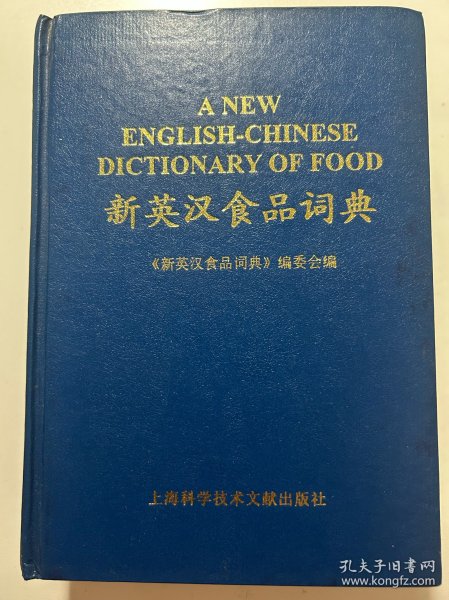 A NEW
ENGLISH-CHINESE
DICTIONARY OF FOOD
新英汉食品词典
《新英汉食品词典》编委会编
上海科学技术文献出版社
孔夫子旧书网
www.kongfz.com